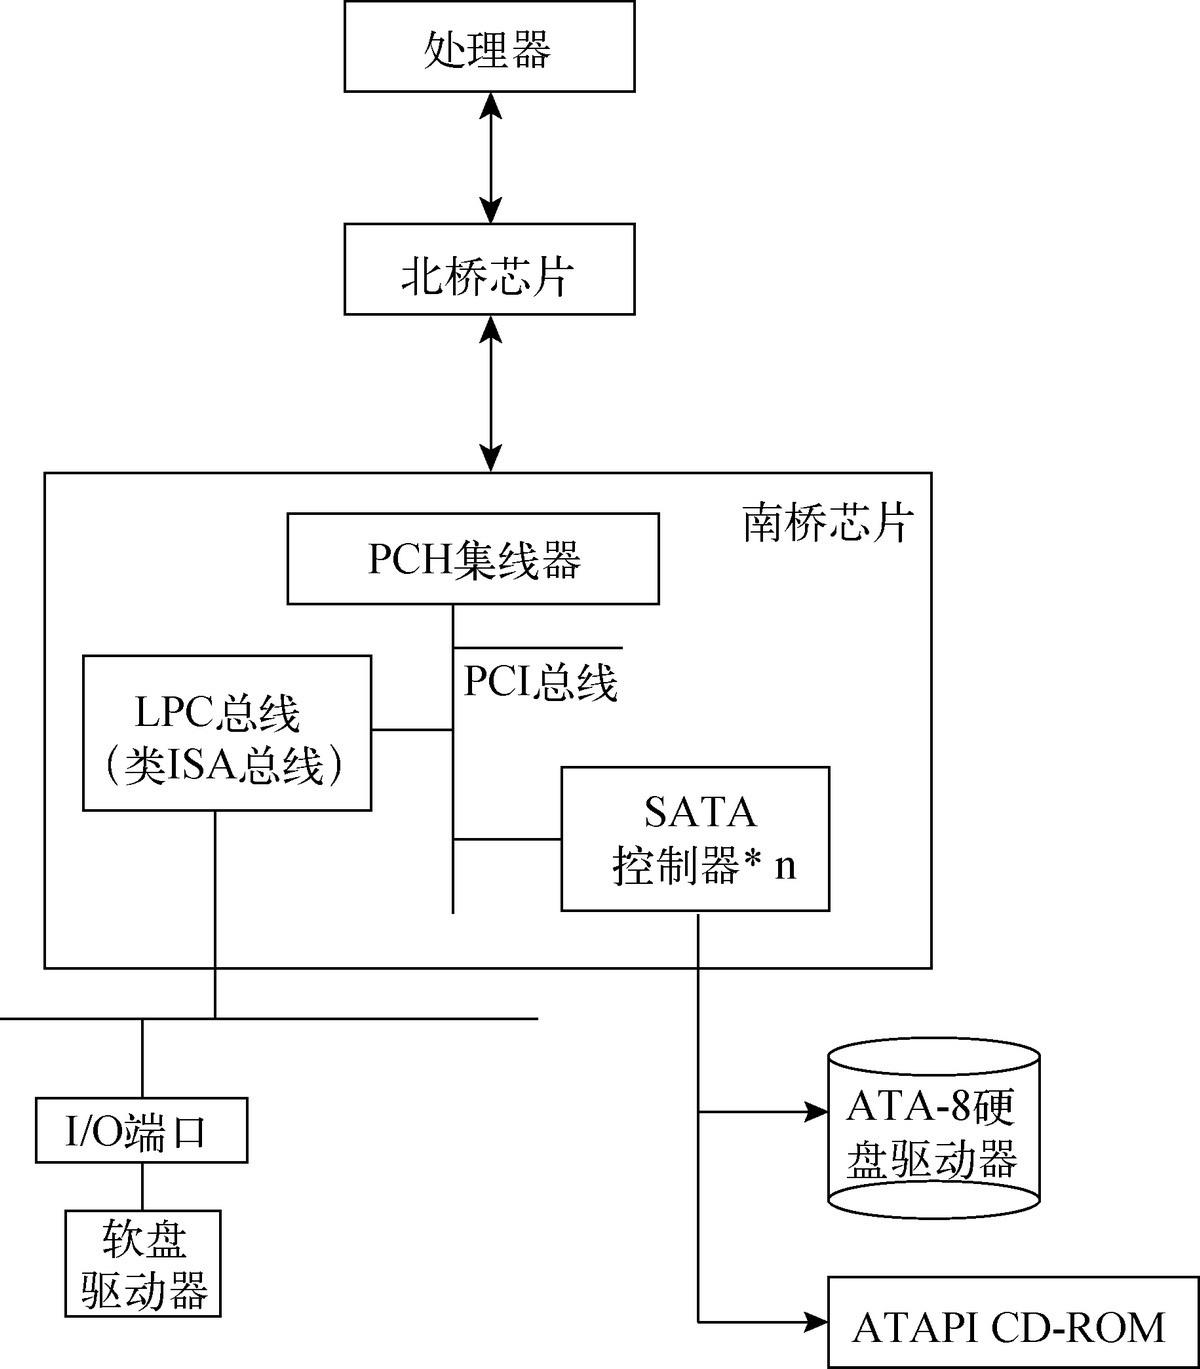 处理器
北桥芯片
南桥芯片
PCH集线器
PCI总线
LPC总线
（类ISA总线）
SATA
控制器* n
I/O端口
软盘
驱动器
ATA-8硬
盘驱动器
ATAPI CD-ROM